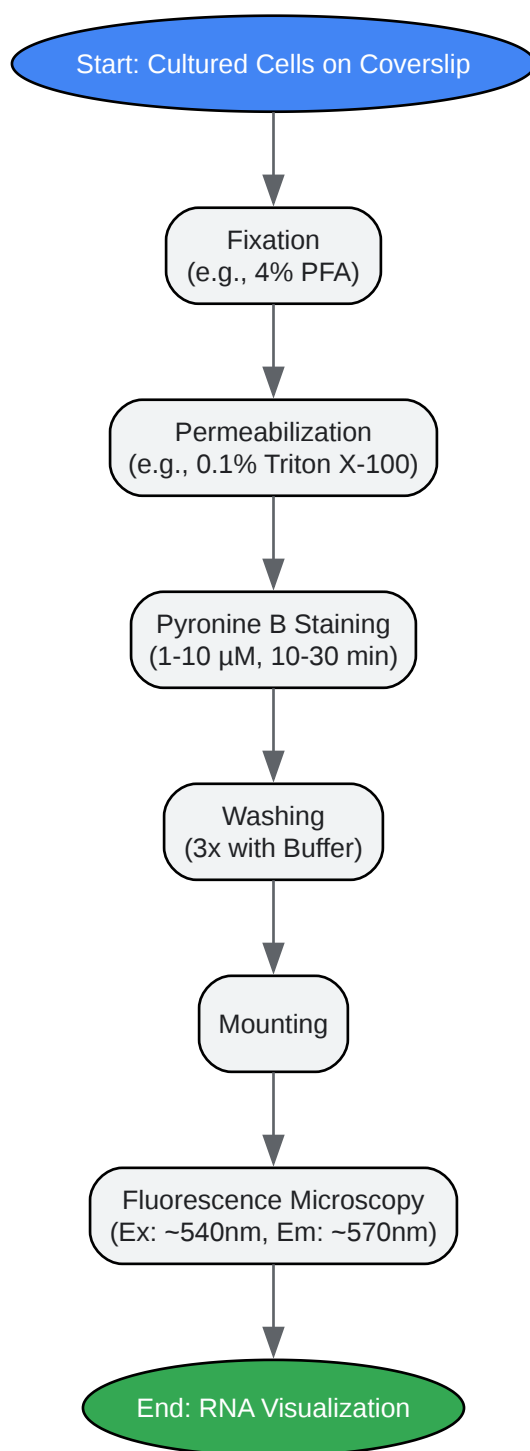 Start: Cultured Cells on Coverslip
Fixation
(e.g., 4% PFA)
Permeabilization
(e.g., 0.1% Triton X-100)
Pyronine B Staining
(1-10 µM, 10-30 min)
Washing
(3x with Buffer)
Mounting
Fluorescence Microscopy
(Ex: ~540nm, Em: ~570nm)
End: RNA Visualization